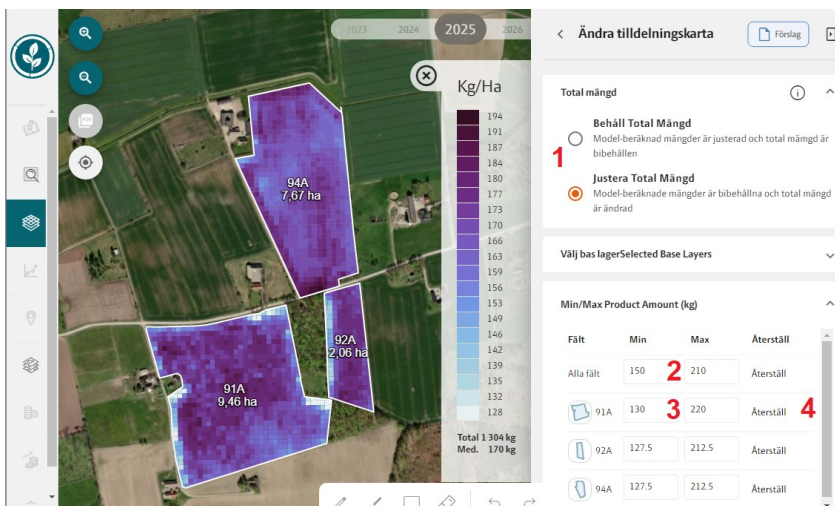 2023 2024 2025 2026
Kg/Ha
194
191
187
184
180
177
173
170
166
163
159
156
153
149
146
142
139
135
132
128
Total 1 304 kg
Med. 170 kg
94A
7,67 ha
92A
2,06 ha
91A
9,46 ha
PDF
Ändra tilldelningskarta
Förslag
Total mängd
1
Behåll Total Mängd
Model-beräknad mängder är justerad och total mämgd är
bibehållen
Justera Total Mängd
Model-beräknade mängder är bibehållna och total mängd
är ändrad
Välj bas lagerSelected Base Layers
Min/Max Product Amount (kg)
Fält Min Max Återställ
Alla fält 150 2 210 Återställ
91A 130 3 220 Återställ 4
92A 127.5 212.5 Återställ
94A 127.5 212.5 Återställ